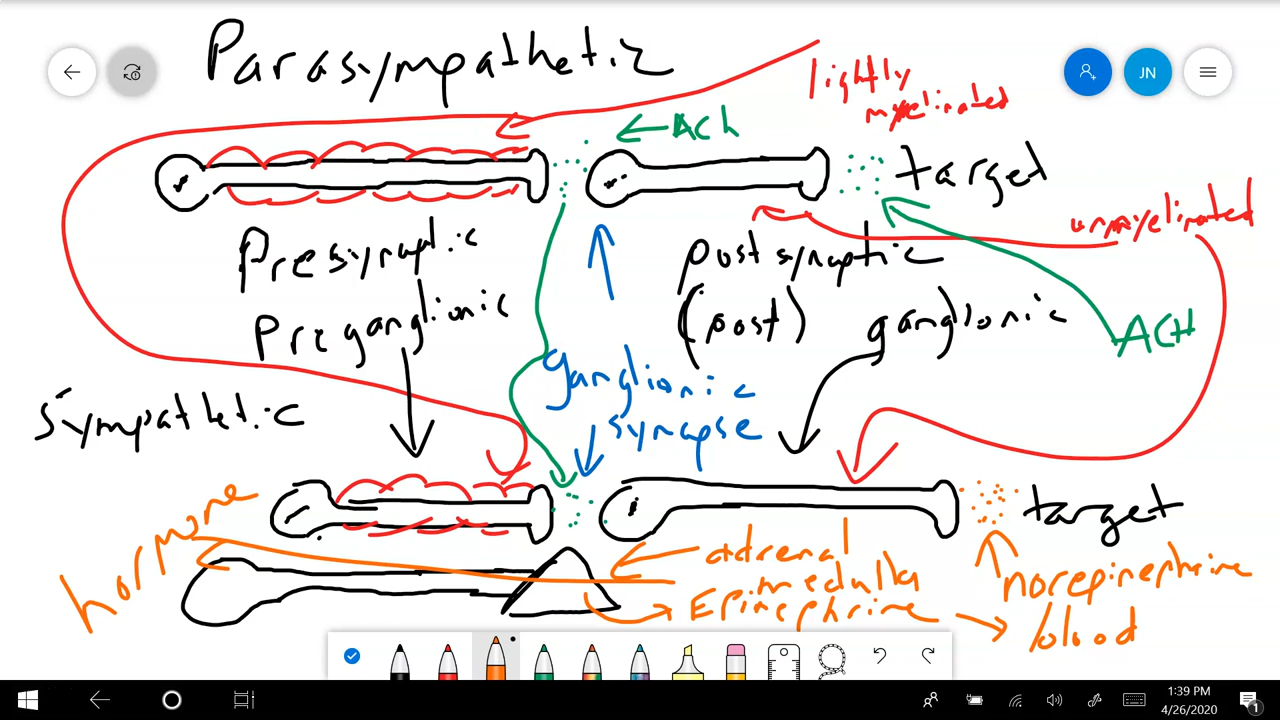 Parasympathetic
lightly
myelinated
JN
ACh
target
unmyelinated
Presynaptic
Preganglionic
postsynaptic
(post) ganglionic
ACH
ganglionic
synapse
Sympathetic
target
hormone
adrenal
medulla
Epinephrine
norepinephrine
blood
1:39 PM
4/26/2020
1